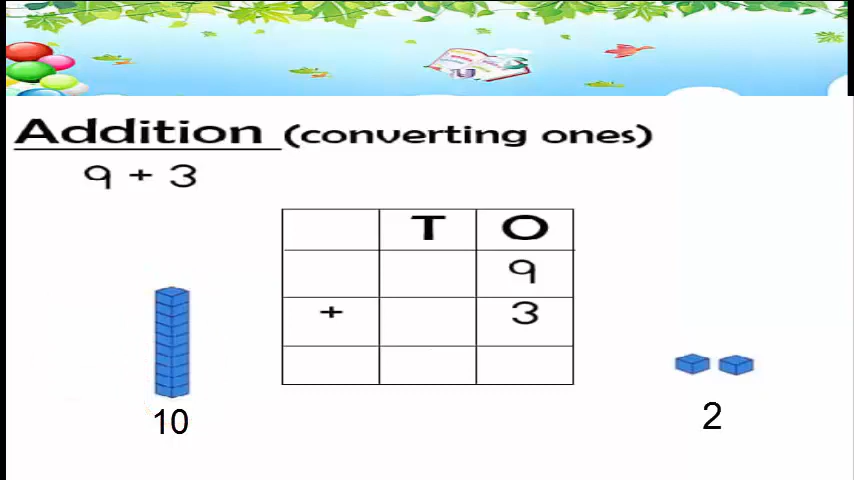 Addition (converting ones)
9 + 3
T O
9
+ 3
10
2